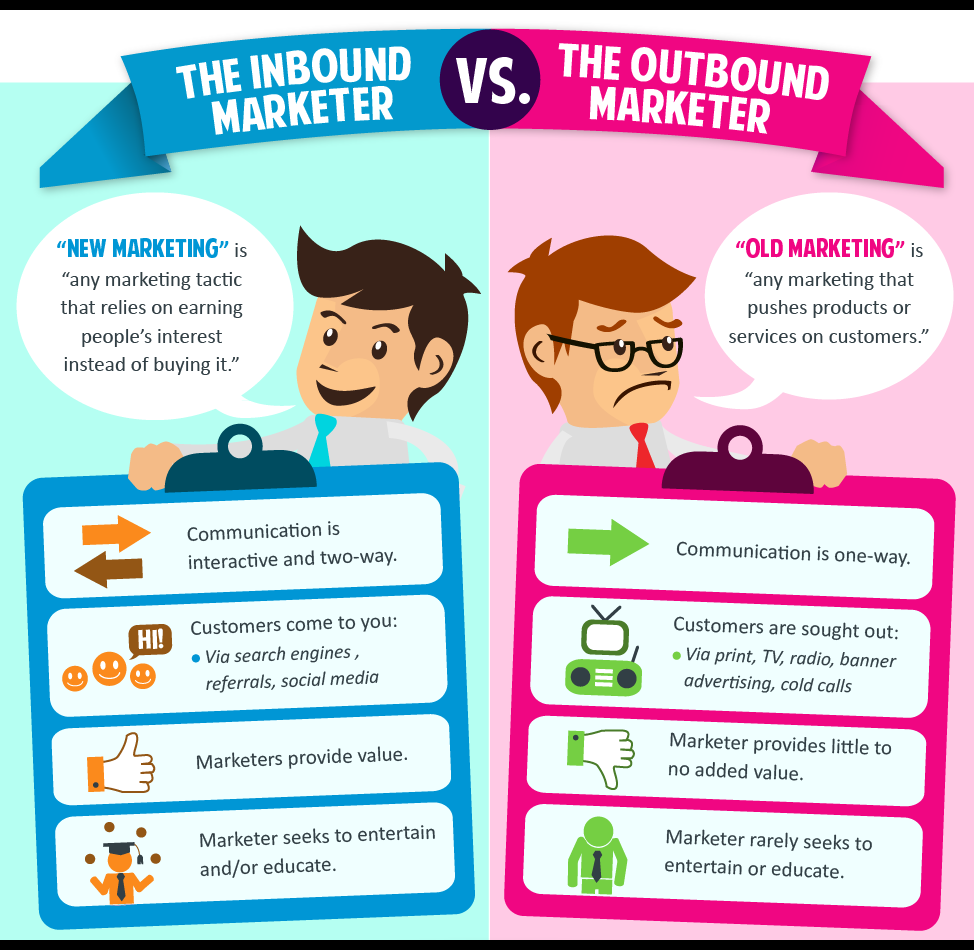 THE INBOUND
MARKETER
VS.
THE OUTBOUND
MARKETER
“NEW MARKETING” is
“any marketing tactic
that relies on earning
people’s interest
instead of buying it.”
“OLD MARKETING” is
“any marketing that
pushes products or
services on customers.”
Communication is
interactive and two-way.
HI!
Customers come to you:
• Via search engines ,
referrals, social media
Marketers provide value.
Marketer seeks to entertain
and/or educate.
Communication is one-way.
Customers are sought out:
• Via print, TV, radio, banner
advertising, cold calls
Marketer provides little to
no added value.
Marketer rarely seeks to
entertain or educate.